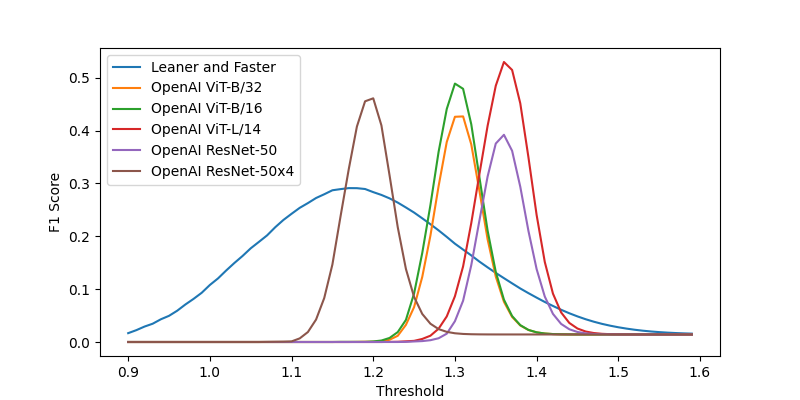 Leaner and Faster
OpenAI ViT-B/32
OpenAI ViT-B/16
OpenAI ViT-L/14
OpenAI ResNet-50
OpenAI ResNet-50x4
F1 Score
0.5
0.4
0.3
0.2
0.1
0.0
0.9 1.0 1.1 1.2 1.3 1.4 1.5 1.6
Threshold